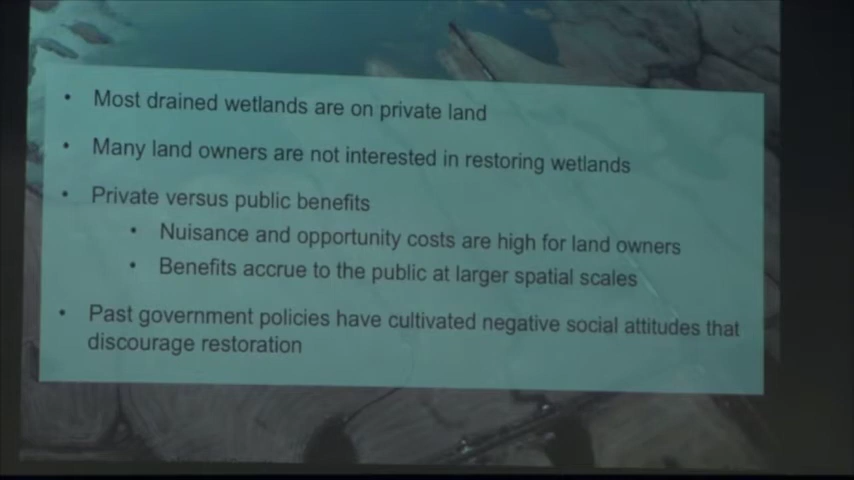 • Most drained wetlands are on private land
• Many land owners are not interested in restoring wetlands
• Private versus public benefits
• Nuisance and opportunity costs are high for land owners
• Benefits accrue to the public at larger spatial scales
• Past government policies have cultivated negative social attitudes that
discourage restoration